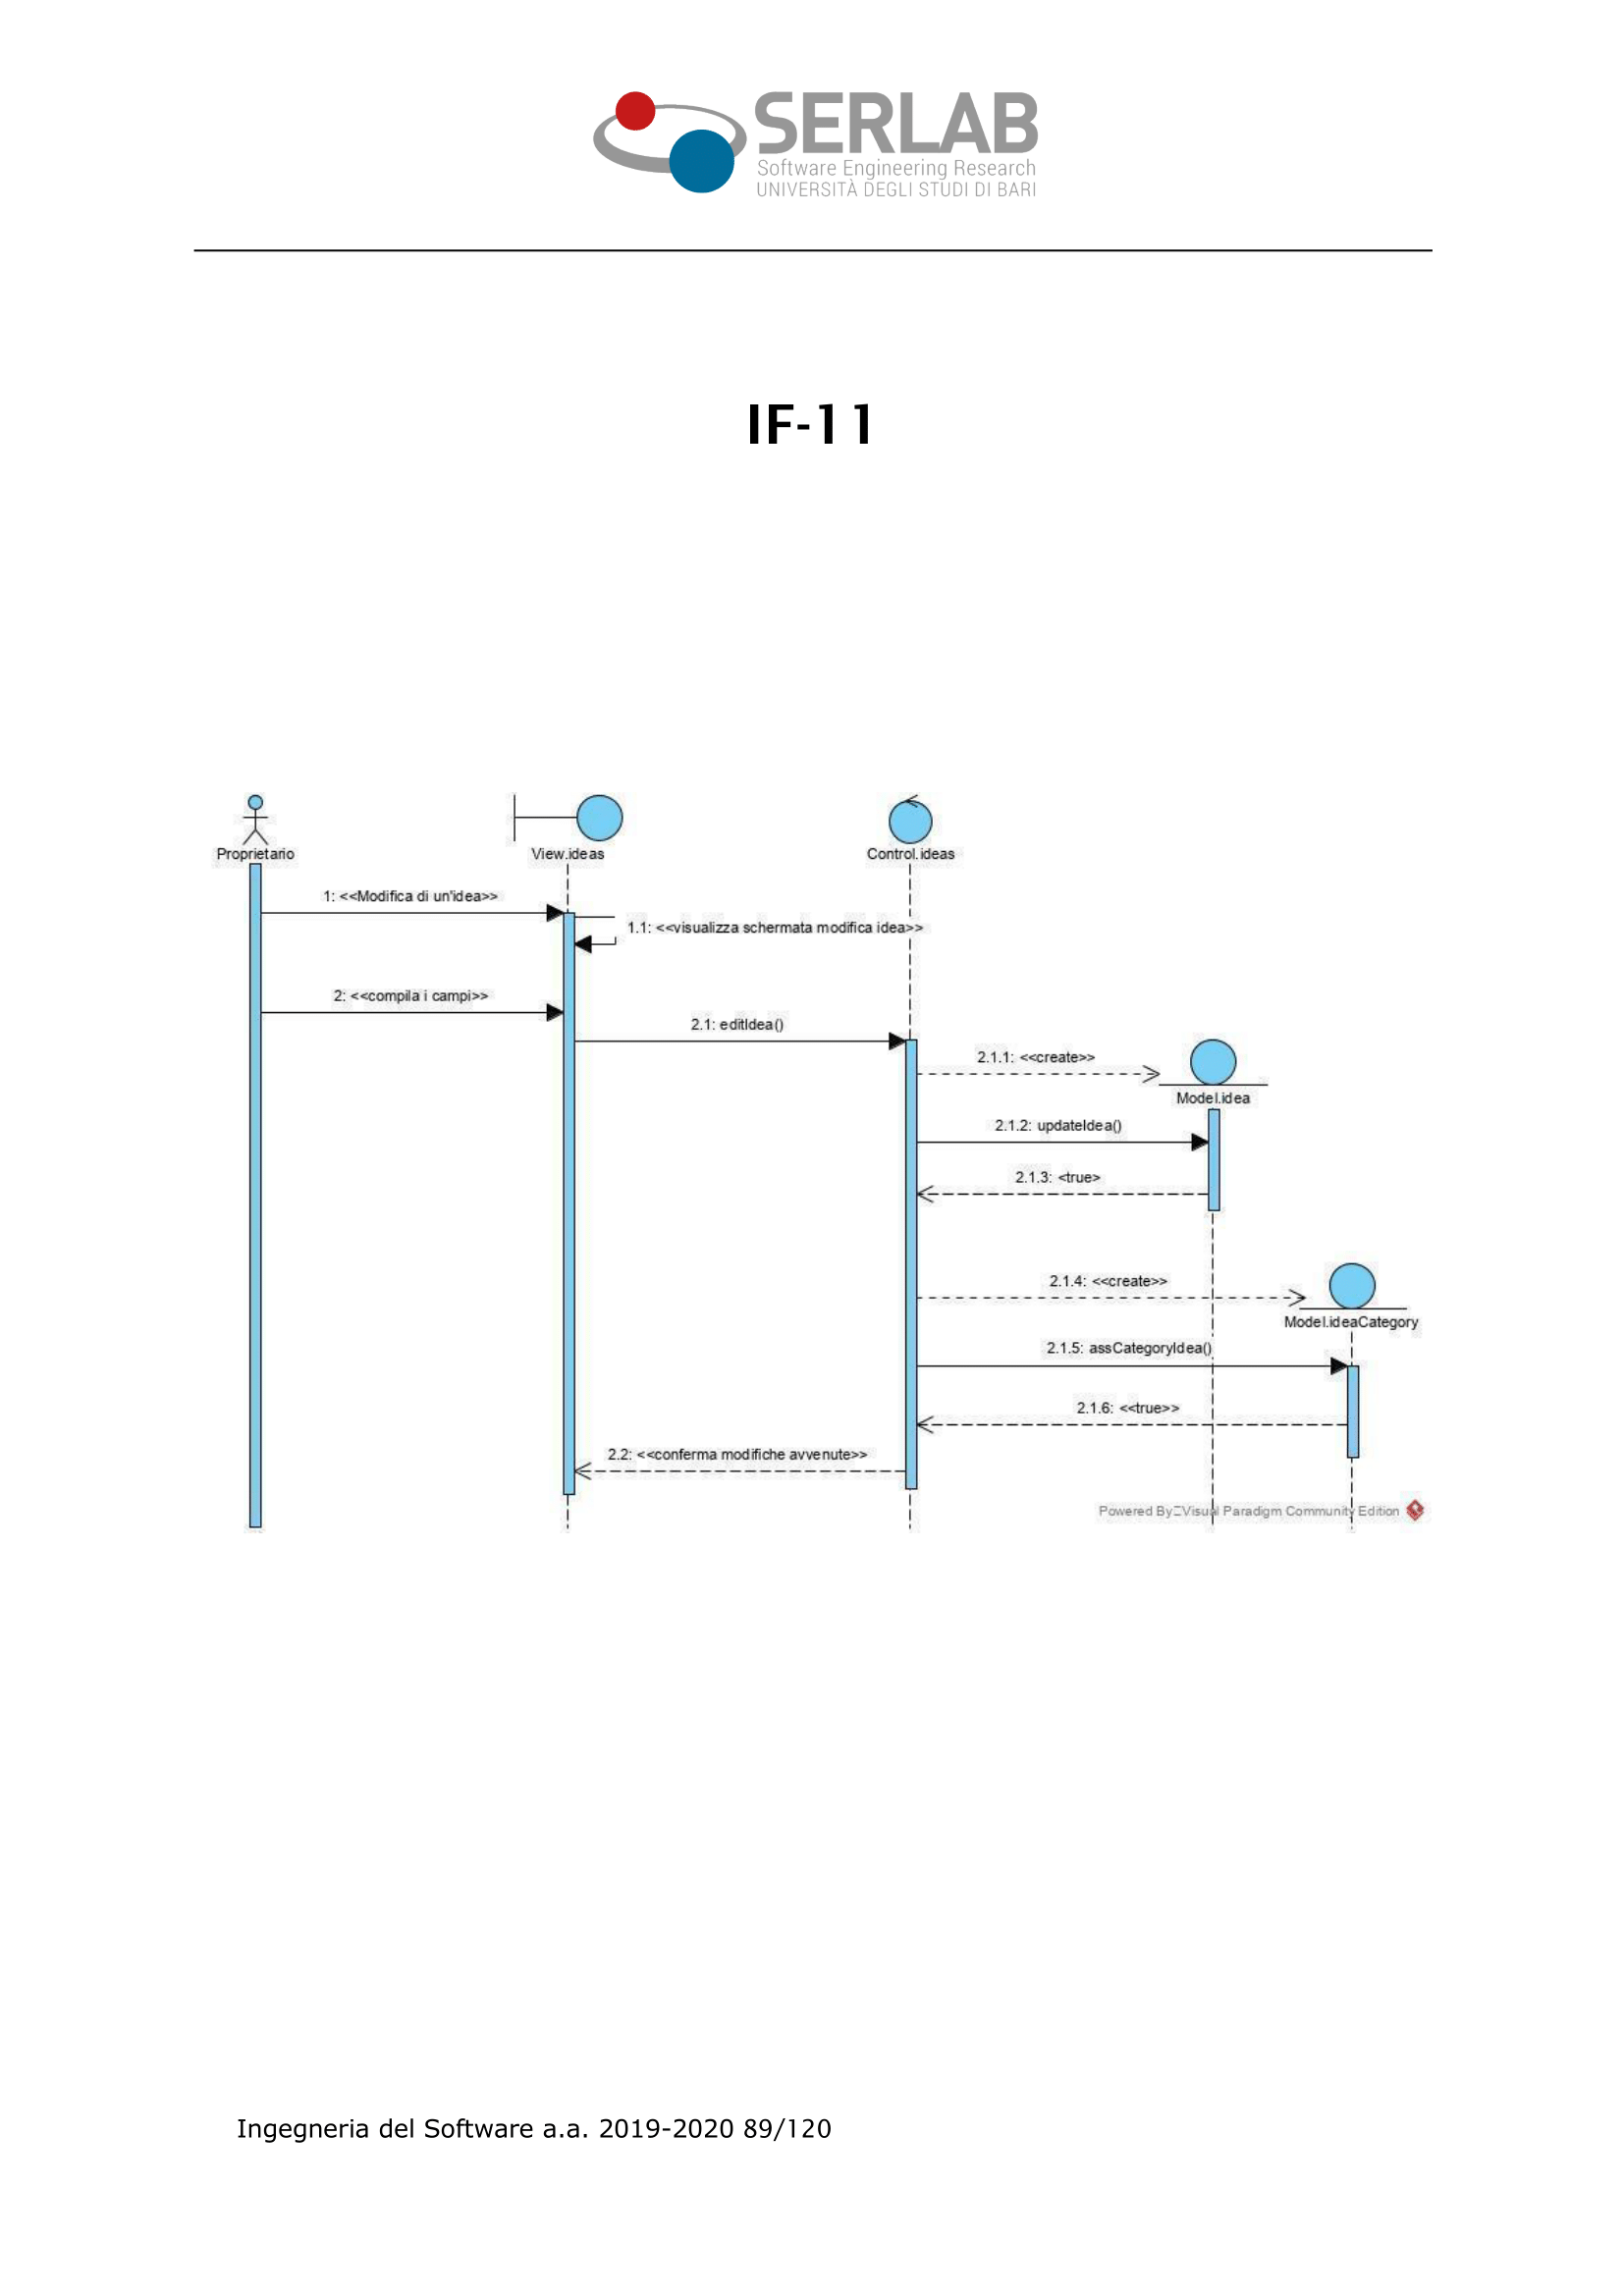 SERLAB
Software Engineering Research
UNIVERSITÀ DEGLI STUDI DI BARI
IF-11
Proprietario
View.ideas
Control.ideas
1: <<Modifica di un'idea>>
1.1: <<visualizza schermata modifica idea>>
2: <<compila i campi>>
2.1: editIdea()
2.1.1: <<create>>
Model.idea
2.1.2: updateIdea()
2.1.3: <true>
2.1.4: <<create>>
Model.ideaCategory
2.1.5: assCategoryIdea()
2.1.6: <<true>>
2.2: <<conferma modifiche avvenute>>
Powered By Visual Paradigm Community Edition
Ingegneria del Software a.a. 2019-2020 89/120